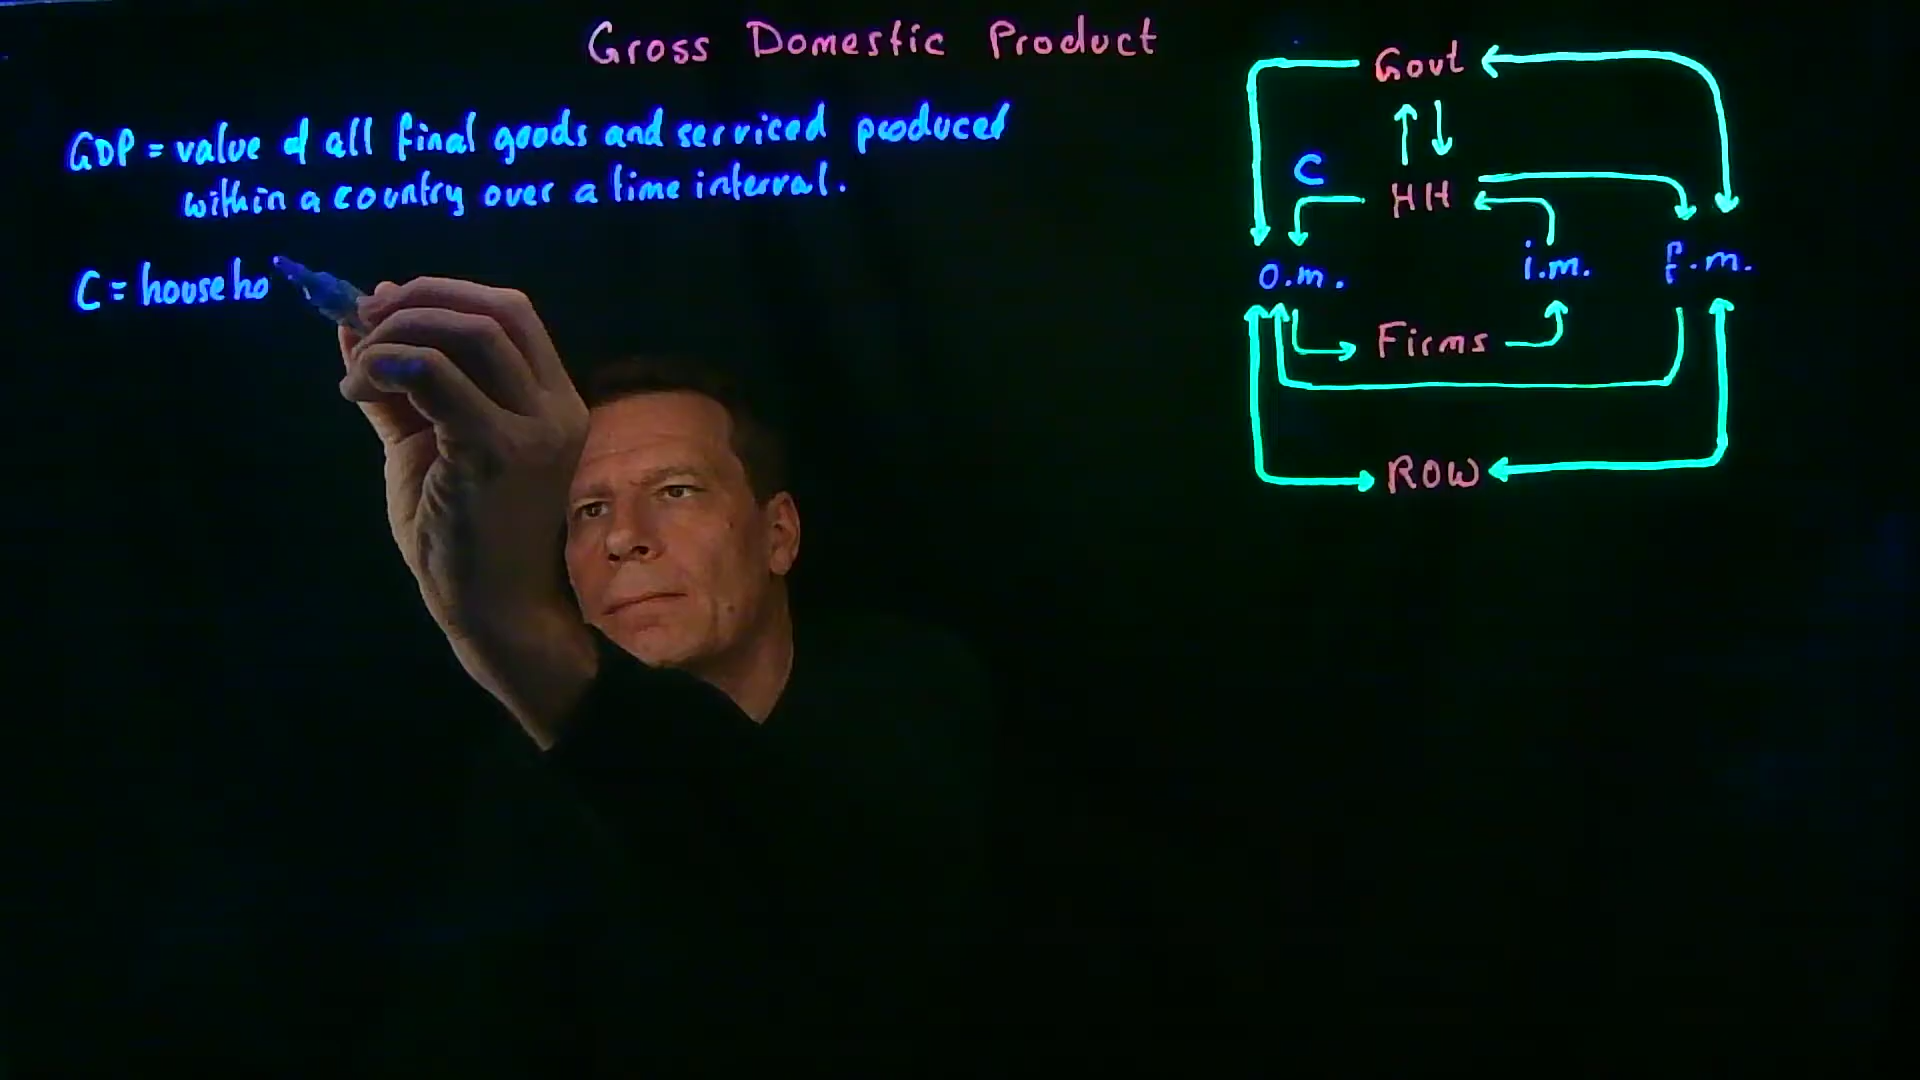 Gross Domestic Product
GDP = value of all final goods and serviced produced
within a country over a time interval.
C = househo
Govt
C
HH
o.m.
i.m.
f.m.
Firms
ROW